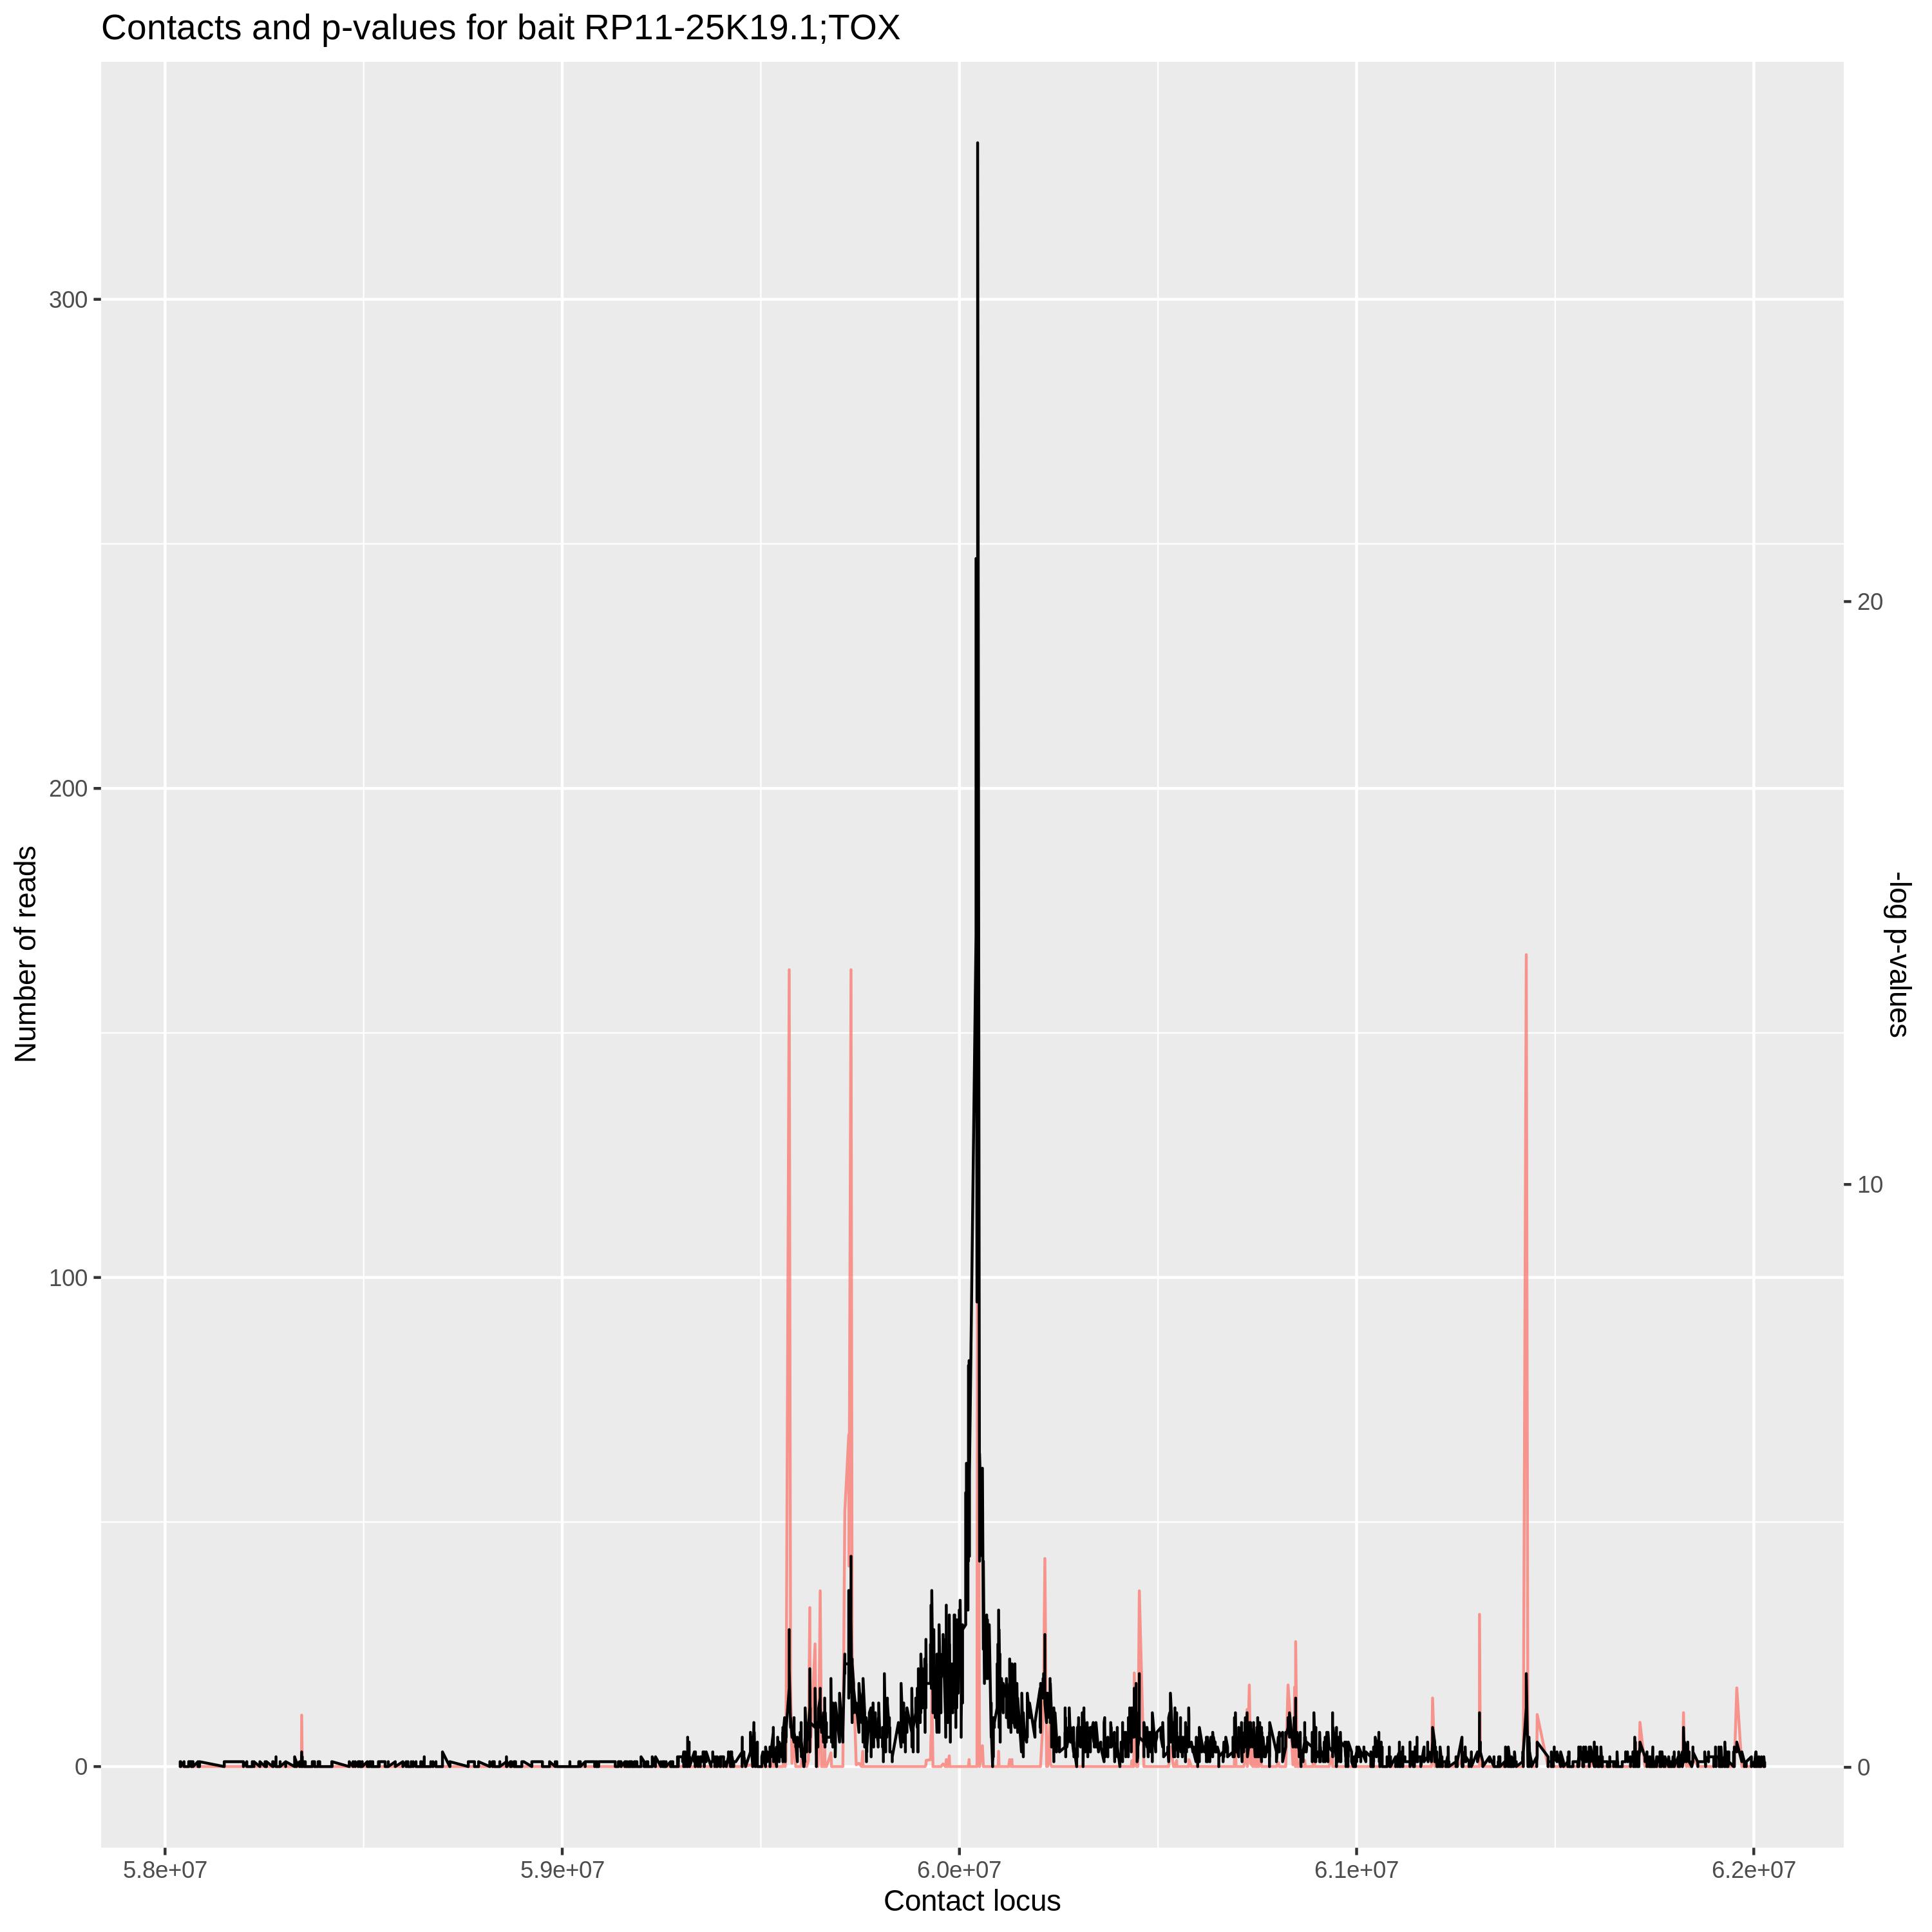 Contacts and p-values for bait RP11-25K19.1;TOX
300
200
100
0
Number of reads
20
10
0
-log p-values
5.8e+07
5.9e+07
6.0e+07
6.1e+07
6.2e+07
Contact locus